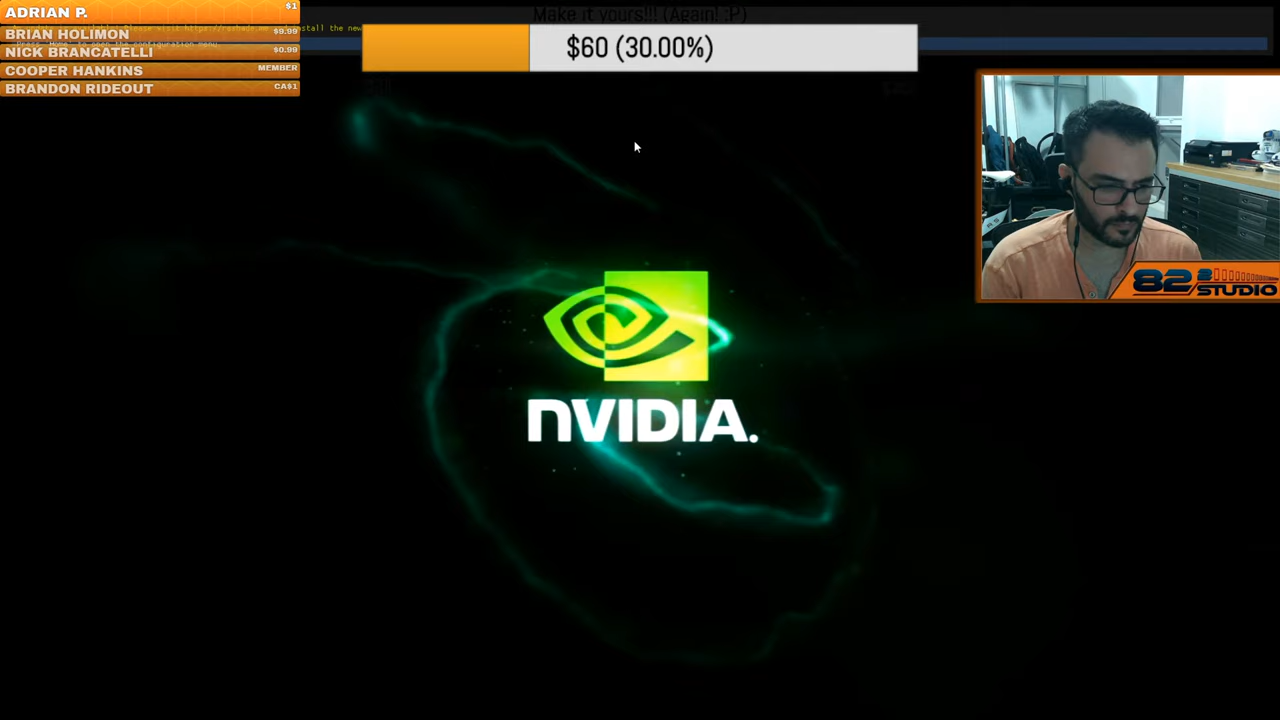 ADRIAN P. $1
BRIAN HOLIMON $9.99
NICK BRANCATELLI $0.99
COOPER HANKINS MEMBER
BRANDON RIDEOUT CA$1
Make it yours!!! (Again! :P)
$60 (30.00%)
82
STUDIO
NVIDIA.